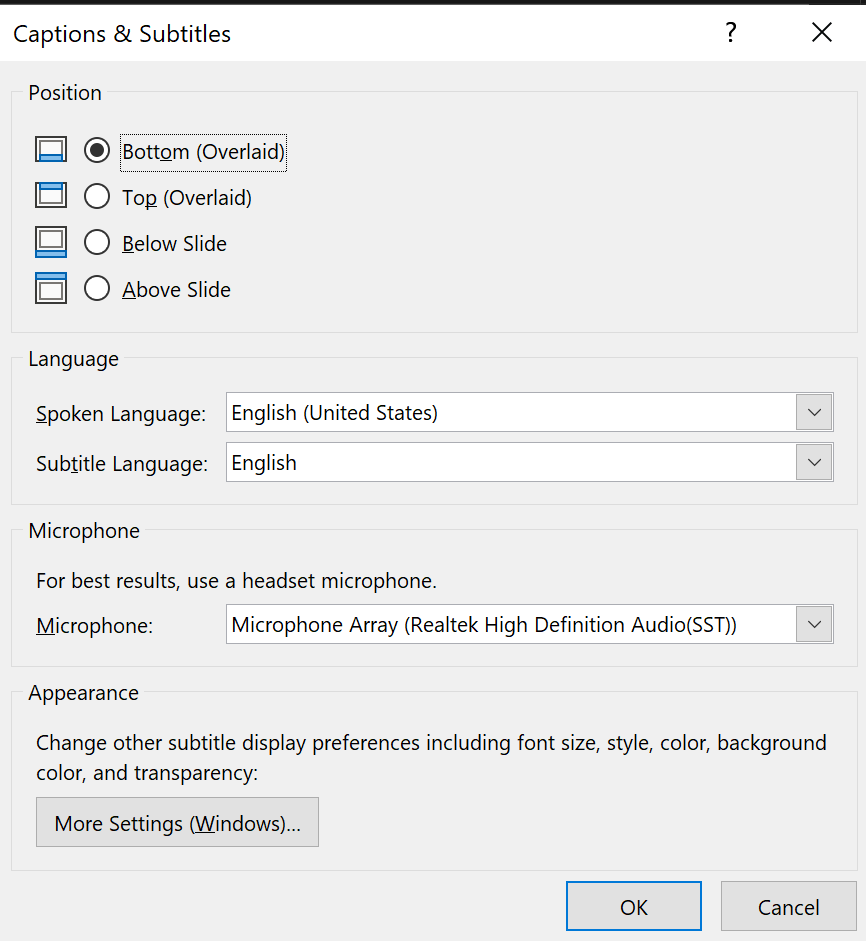 Captions & Subtitles ?
Position
Bottom (Overlaid)
Top (Overlaid)
Below Slide
Above Slide
Language
Spoken Language: English (United States)
Subtitle Language: English
Microphone
For best results, use a headset microphone.
Microphone: Microphone Array (Realtek High Definition Audio(SST))
Appearance
Change other subtitle display preferences including font size, style, color, background
color, and transparency:
More Settings (Windows)...
OK Cancel